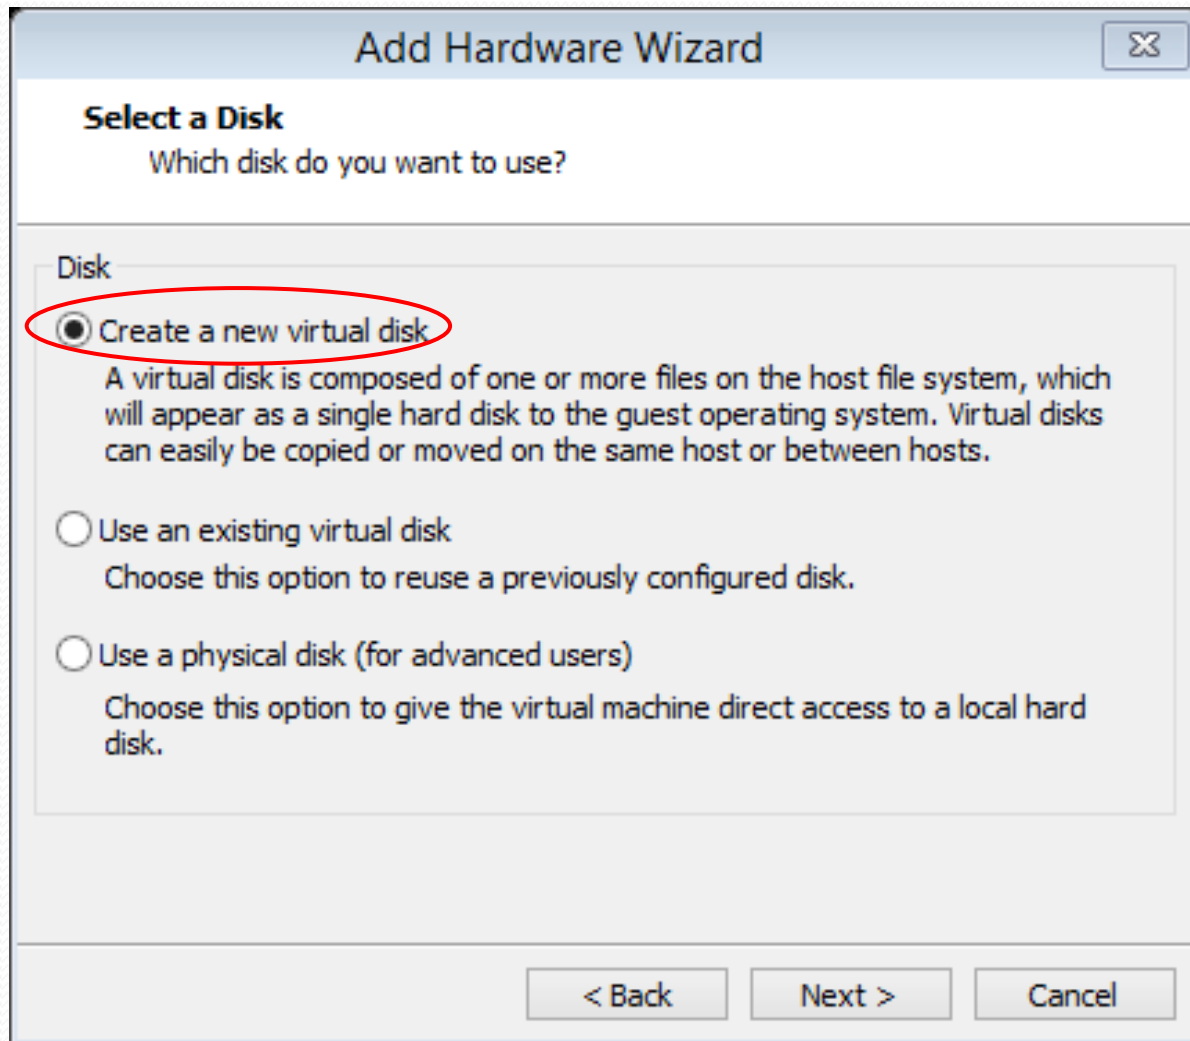 Add Hardware Wizard
Select a Disk
Which disk do you want to use?
Disk
Create a new virtual disk
A virtual disk is composed of one or more files on the host file system, which
will appear as a single hard disk to the guest operating system. Virtual disks
can easily be copied or moved on the same host or between hosts.
Use an existing virtual disk
Choose this option to reuse a previously configured disk.
Use a physical disk (for advanced users)
Choose this option to give the virtual machine direct access to a local hard
disk.
< Back Next > Cancel